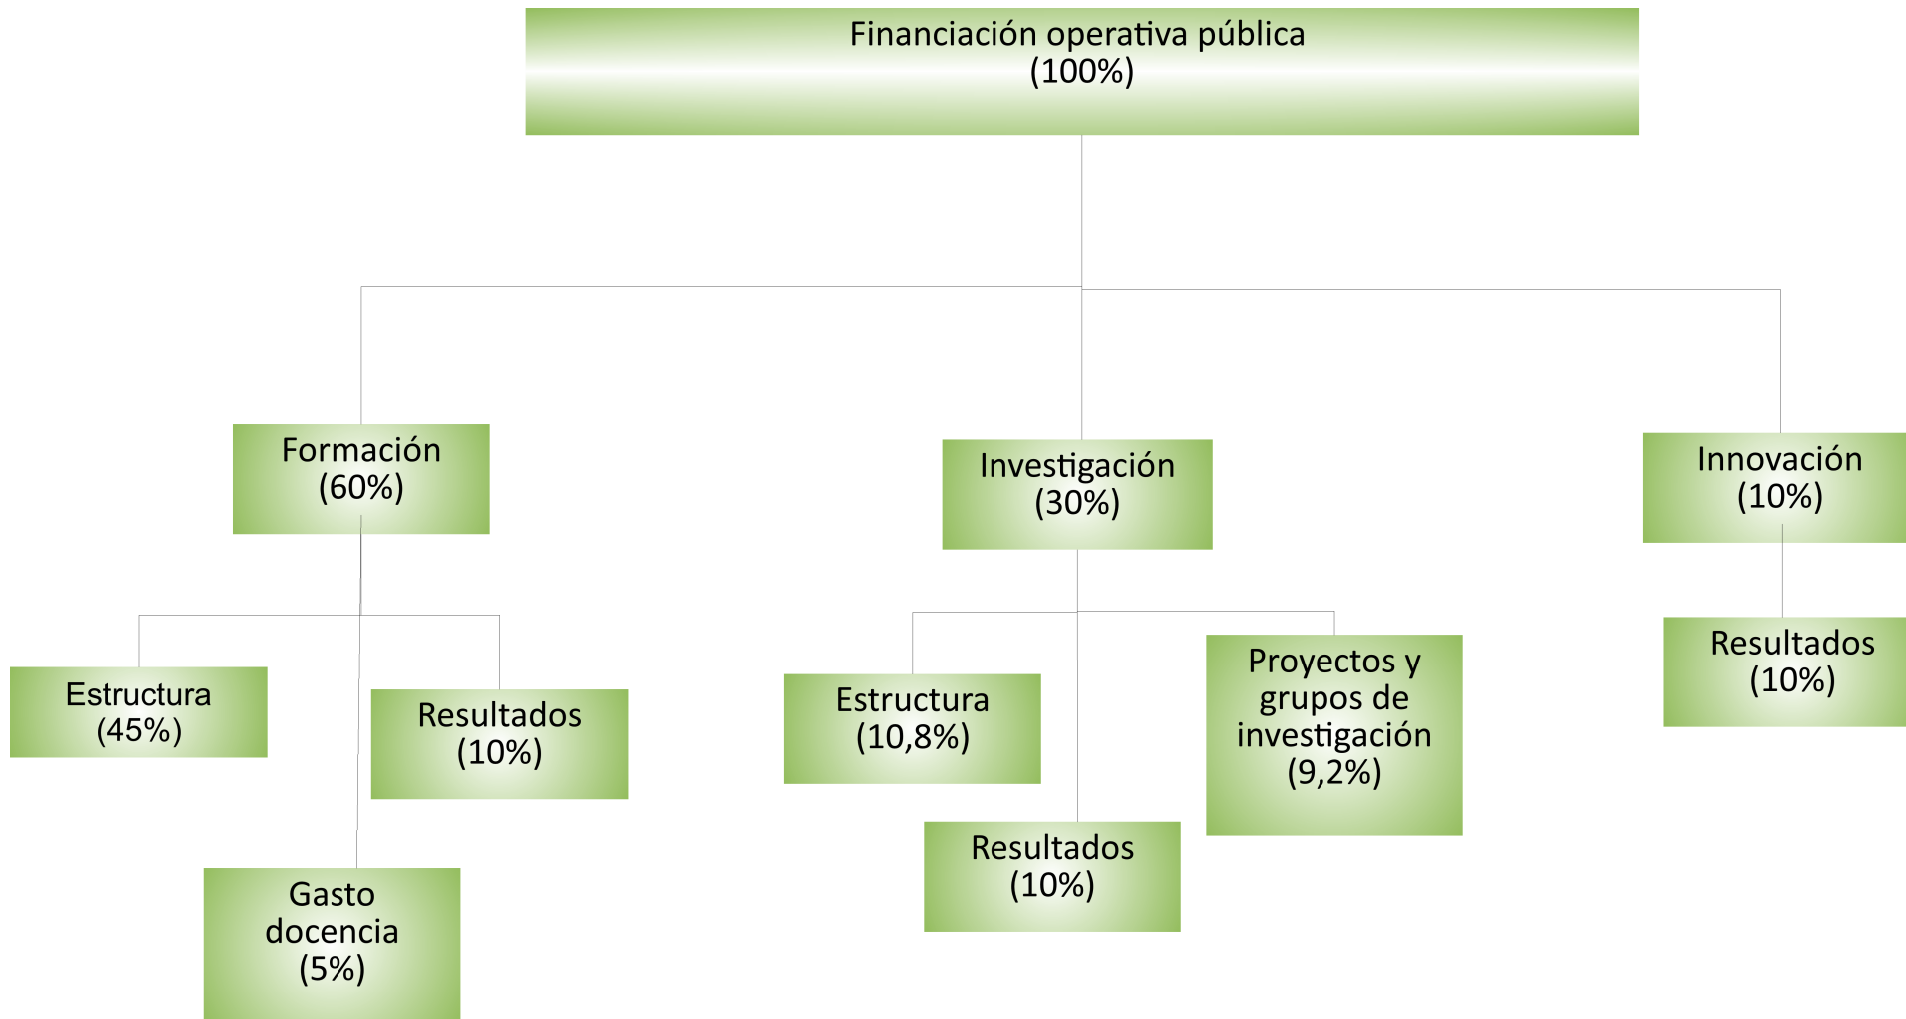 Financiación operativa pública
(100%)
Formación
(60%)
Investigación
(30%)
Innovación
(10%)
Estructura
(45%)
Resultados
(10%)
Gasto
docencia
(5%)
Estructura
(10,8%)
Resultados
(10%)
Proyectos y
grupos de
investigación
(9,2%)
Resultados
(10%)